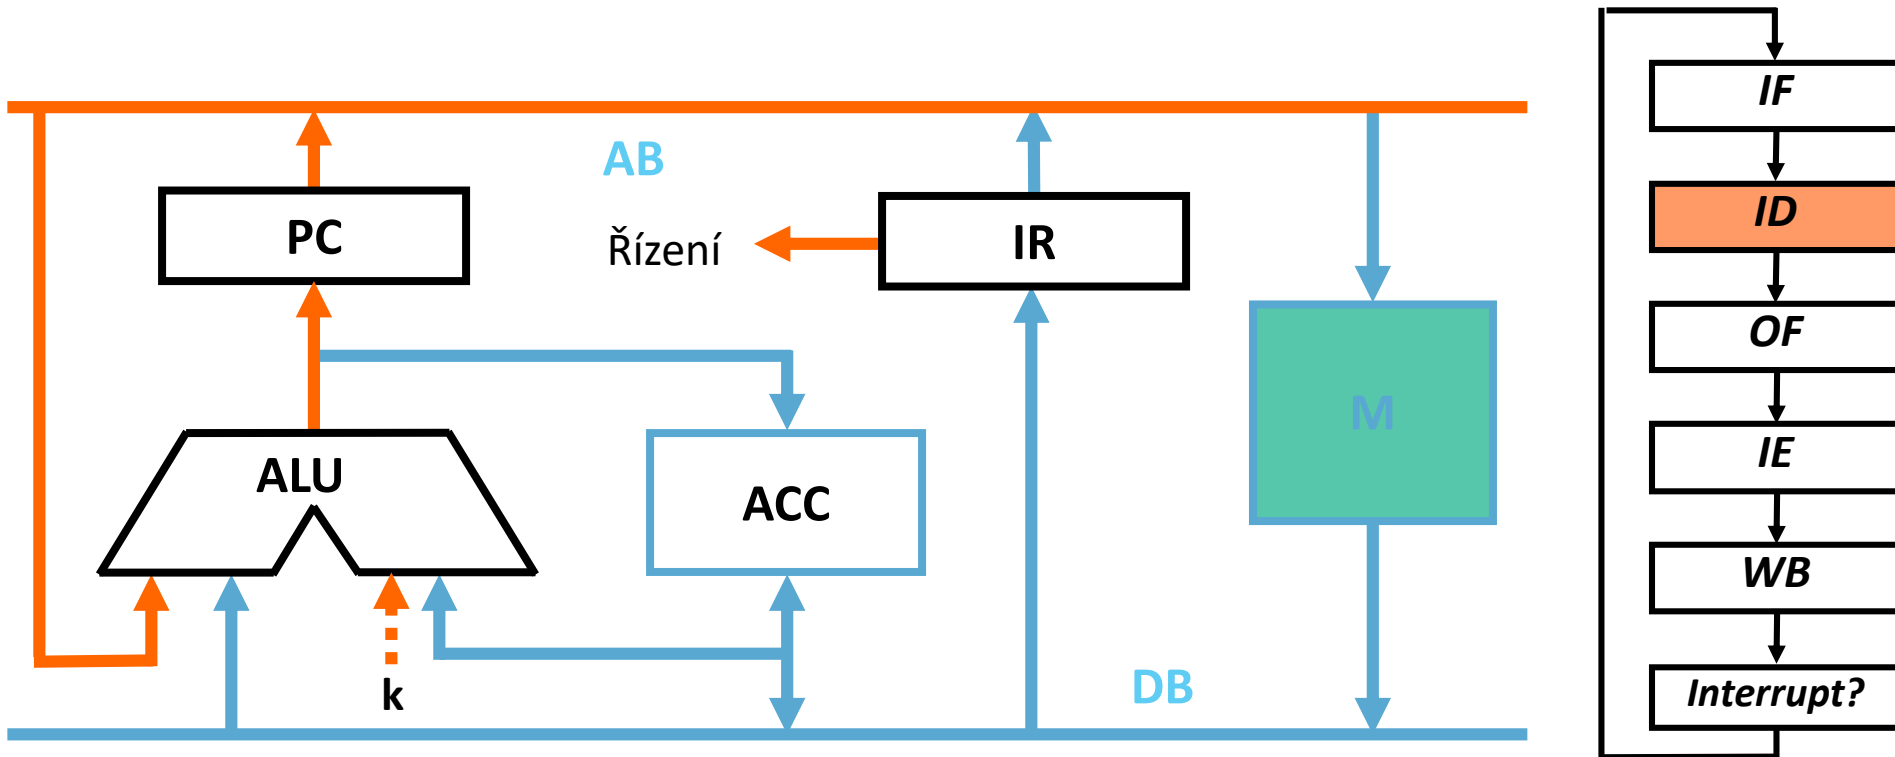 AB
PC
Řízení
IR
M
ALU
ACC
k
DB
IF
ID
OF
IE
WB
Interrupt?